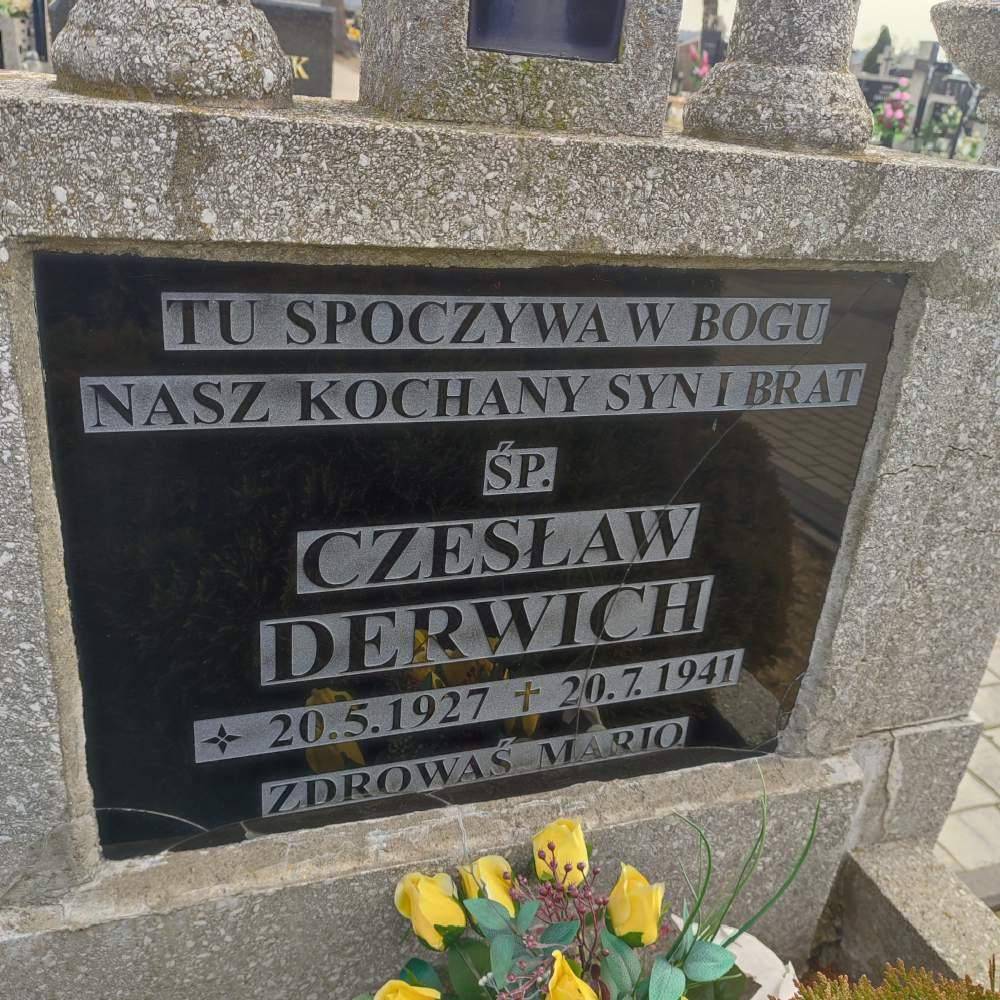 K
TU SPOCZYWA W BOGU
NASZ KOCHANY SYN I BRAT
ŚP.
CZESŁAW
DERWICH
20.5.1927 20.7.1941
ZDROWAŚ MARIO